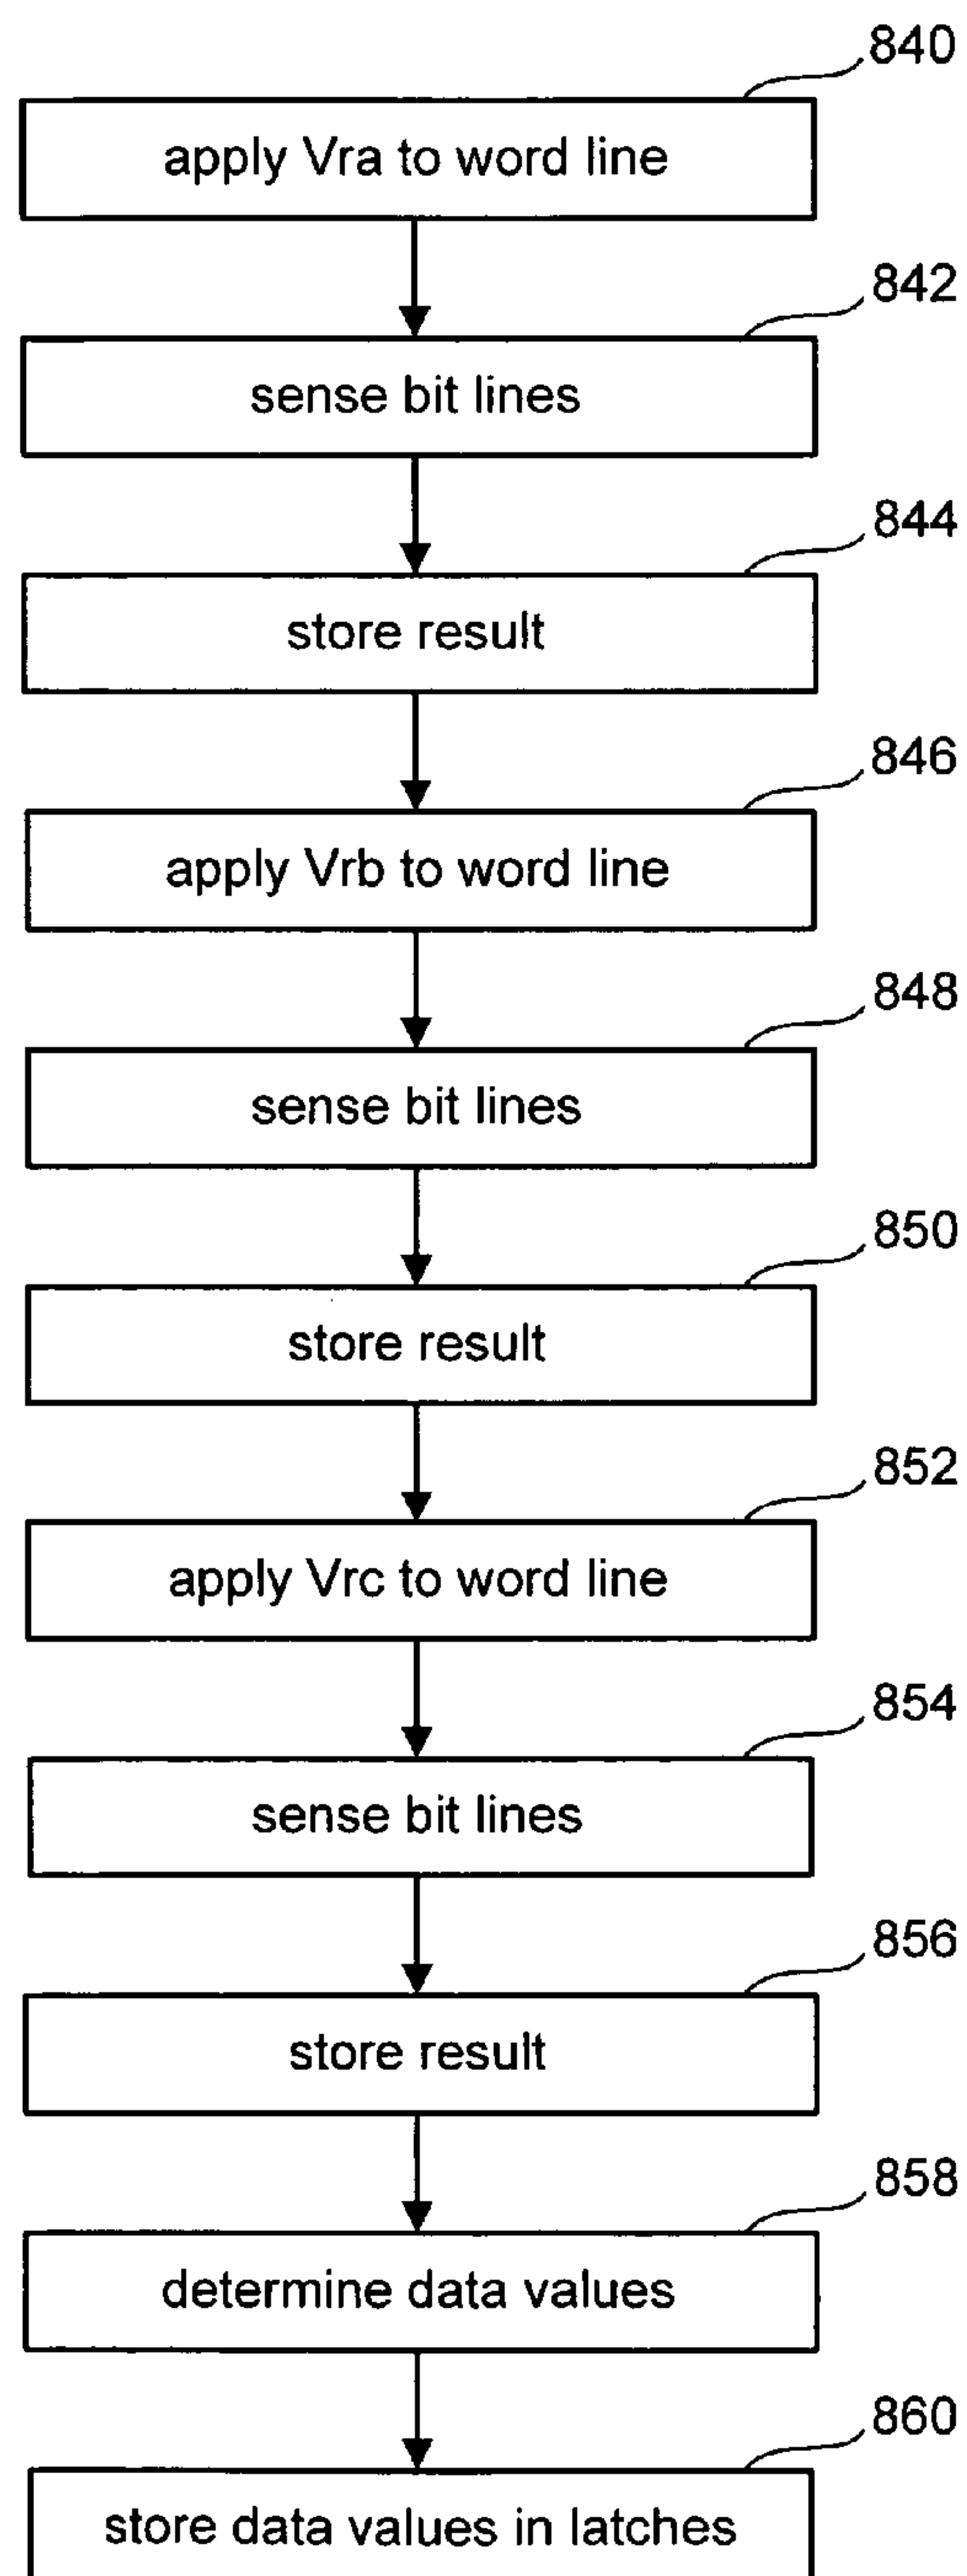 840
apply Vra to word line
842
sense bit lines
844
store result
846
apply Vrb to word line
848
sense bit lines
850
store result
852
apply Vrc to word line
854
sense bit lines
856
store result
858
determine data values
860
store data values in latches